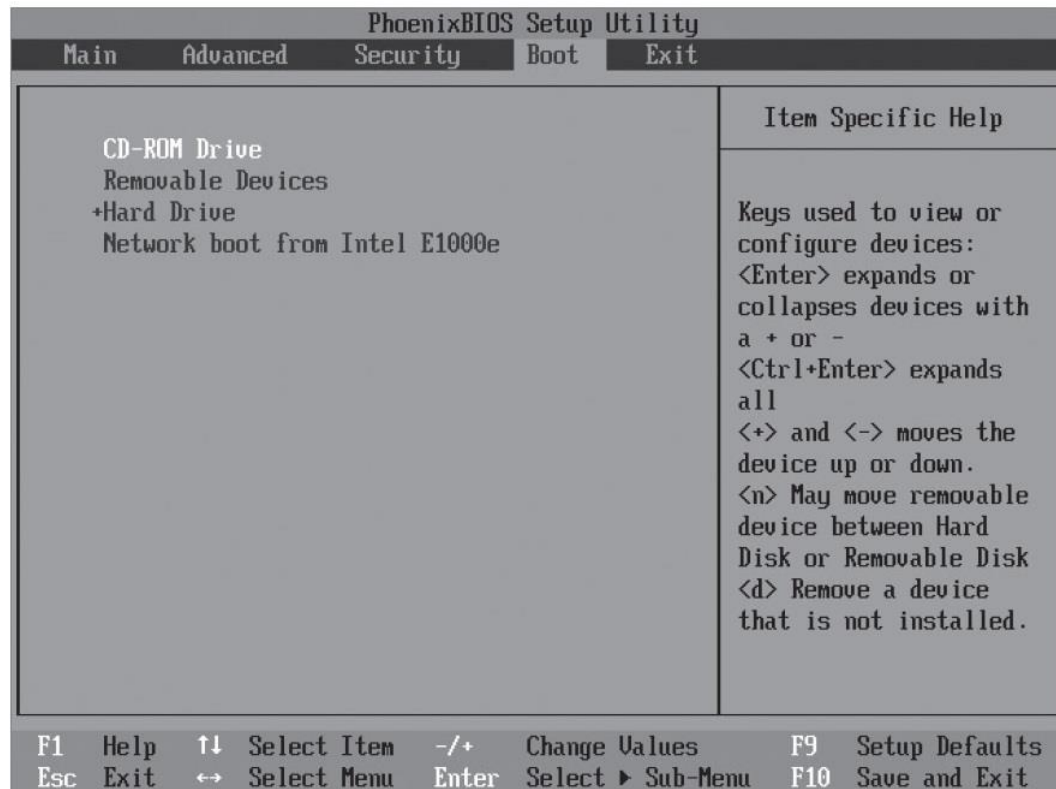 PhoenixBIOS Setup Utility
Main Advanced Security Boot Exit
CD-ROM Drive
Removable Devices
+Hard Drive
Network boot from Intel E1000e
Item Specific Help
Keys used to view or
configure devices:
<Enter> expands or
collapses devices with
a + or -
<Ctrl+Enter> expands
all
<+> and <-> moves the
device up or down.
<n> May move removable
device between Hard
Disk or Removable Disk
<d> Remove a device
that is not installed.
F1 Help ↑↓ Select Item -/+ Change Values F9 Setup Defaults
Esc Exit ↔ Select Menu Enter Select ▶ Sub-Menu F10 Save and Exit